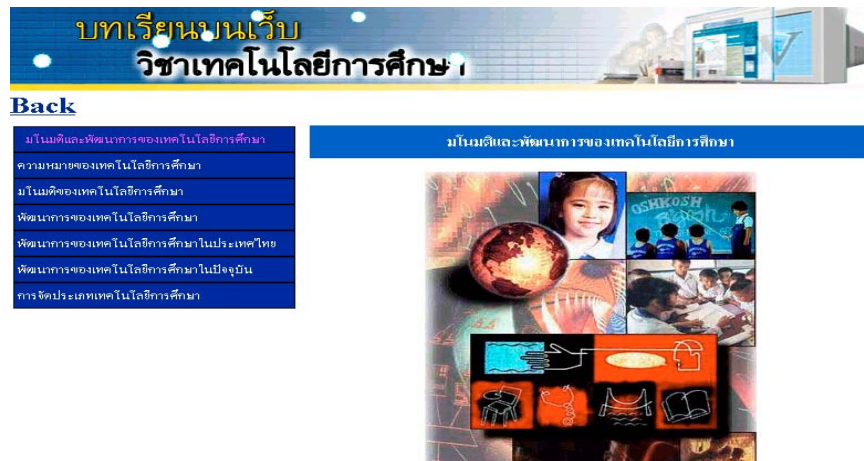 บทเรียนบนเว็บ
วิชาเทคโนโลยีการศึกษา
Back
มโนมติและพัฒนาการของเทคโนโลยีการศึกษา
ความหมายของเทคโนโลยีการศึกษา
มโนมติของเทคโนโลยีการศึกษา
พัฒนาการของเทคโนโลยีการศึกษา
พัฒนาการของเทคโนโลยีการศึกษาในประเทศไทย
พัฒนาการของเทคโนโลยีการศึกษาในปัจจุบัน
การจัดประเภทเทคโนโลยีการศึกษา
มโนมติและพัฒนาการของเทคโนโลยีการศึกษา
OSHKOSH